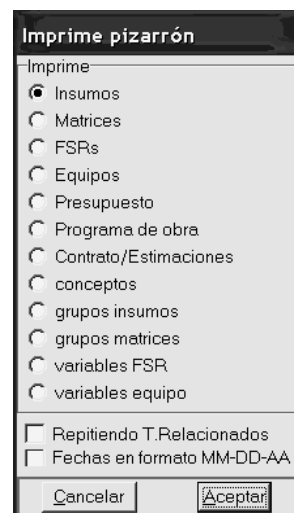 Imprime pizarrón
Imprime
Insumos
Matrices
FSRs
Equipos
Presupuesto
Programa de obra
Contrato/Estimaciones
conceptos
grupos insumos
grupos matrices
variables FSR
variables equipo
Repitiendo T.Relacionados
Fechas en formato MM-DD-AA
Cancelar Aceptar